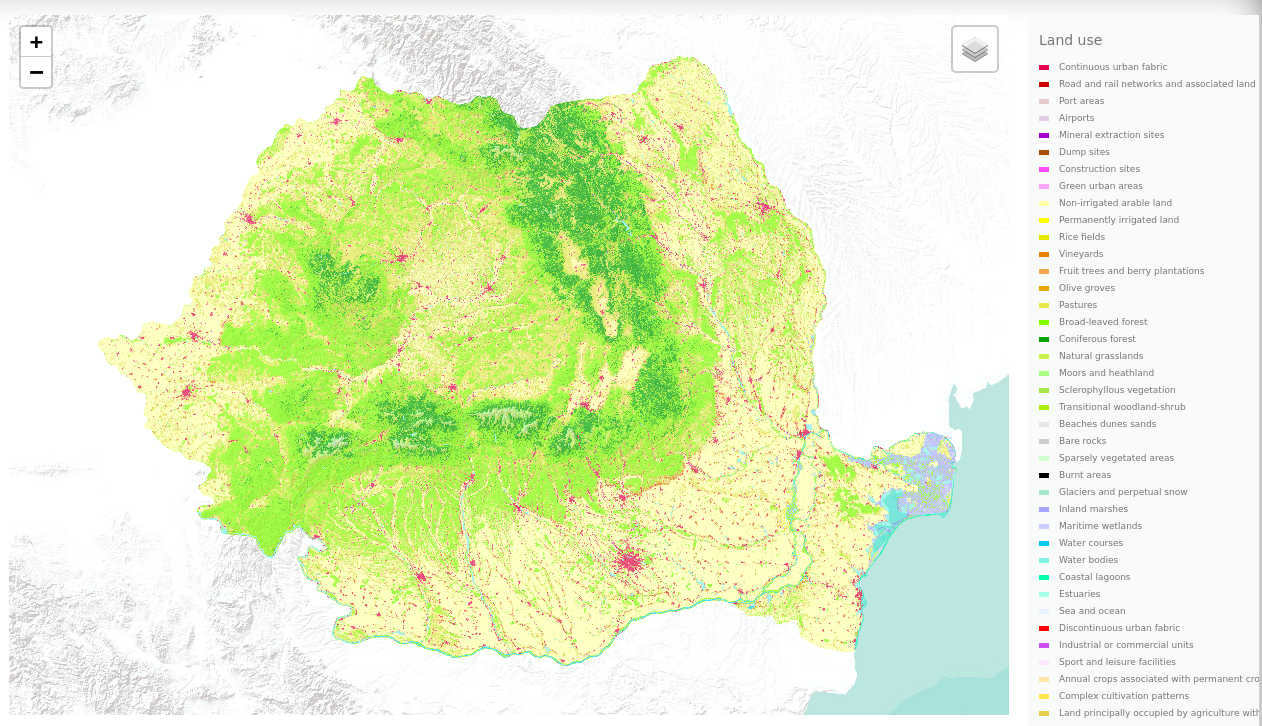 +
−
Land use
Continuous urban fabric
Road and rail networks and associated land
Port areas
Airports
Mineral extraction sites
Dump sites
Construction sites
Green urban areas
Non-irrigated arable land
Permanently irrigated land
Rice fields
Vineyards
Fruit trees and berry plantations
Olive groves
Pastures
Broad-leaved forest
Coniferous forest
Natural grasslands
Moors and heathland
Sclerophyllous vegetation
Transitional woodland-shrub
Beaches dunes sands
Bare rocks
Sparsely vegetated areas
Burnt areas
Glaciers and perpetual snow
Inland marshes
Maritime wetlands
Water courses
Water bodies
Coastal lagoons
Estuaries
Sea and ocean
Discontinuous urban fabric
Industrial or commercial units
Sport and leisure facilities
Annual crops associated with permanent cro
Complex cultivation patterns
Land principally occupied by agriculture with